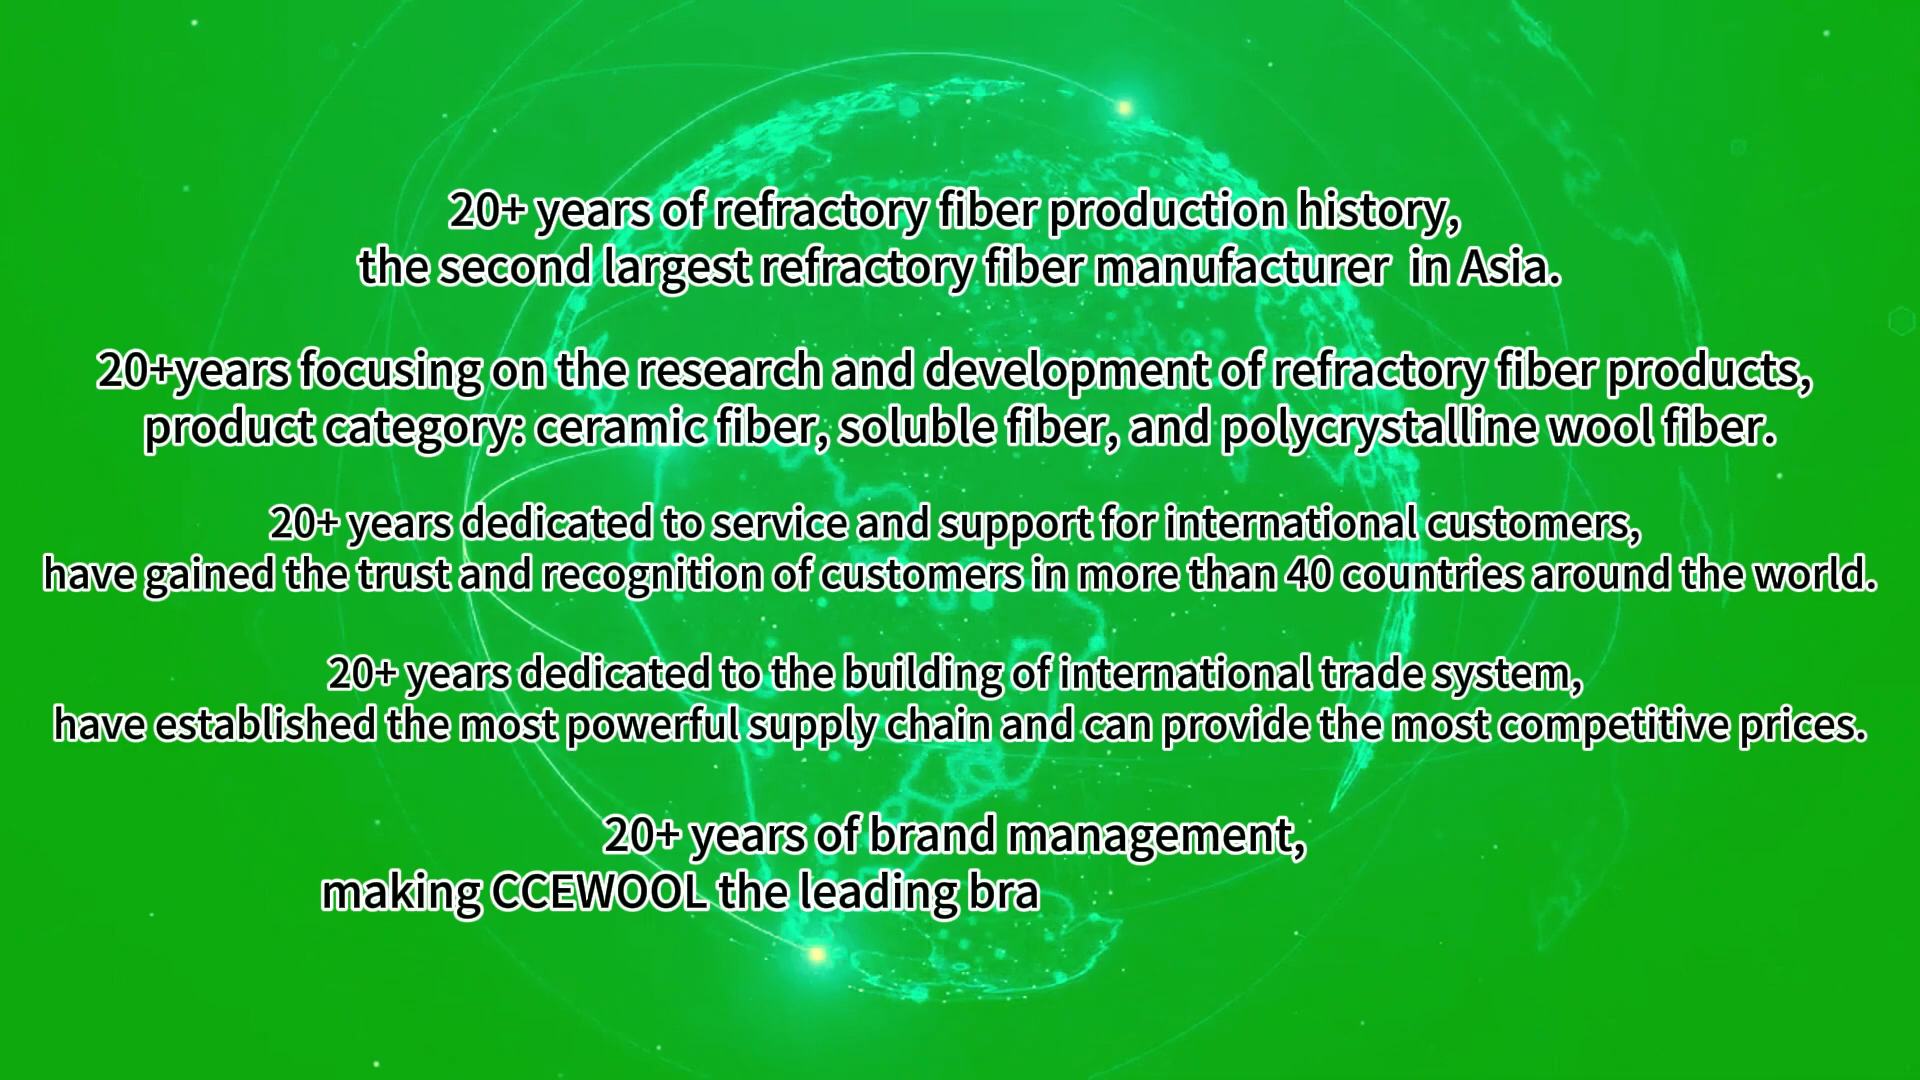 20+ years of refractory fiber production history,
the second largest refractory fiber manufacturer in Asia.
20+years focusing on the research and development of refractory fiber products,
product category: ceramic fiber, soluble fiber, and polycrystalline wool fiber.
20+ years dedicated to service and support for international customers,
have gained the trust and recognition of customers in more than 40 countries around the world.
20+ years dedicated to the building of international trade system,
have established the most powerful supply chain and can provide the most competitive prices.
20+ years of brand management,
making CCEWOOL the leading bra